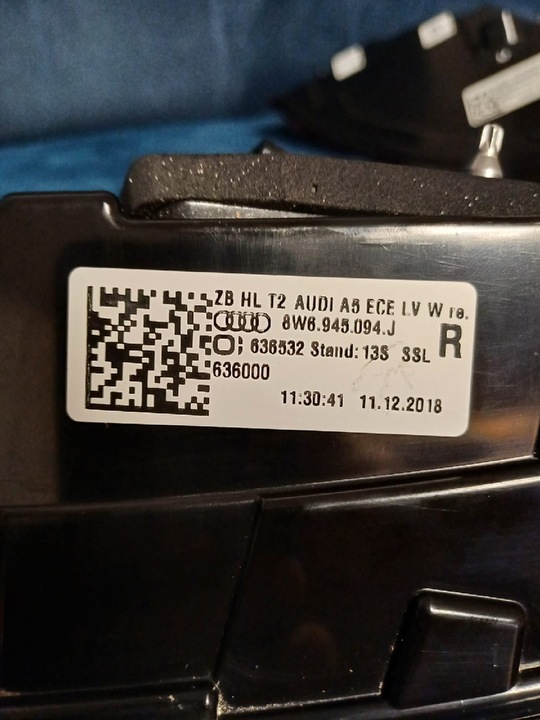 ZB HL T2 AUDI A5 ECE LV W re.
8W6.945.094.J
R
636532 Stand: 13S SSL
636000
11:30:41 11.12.2018